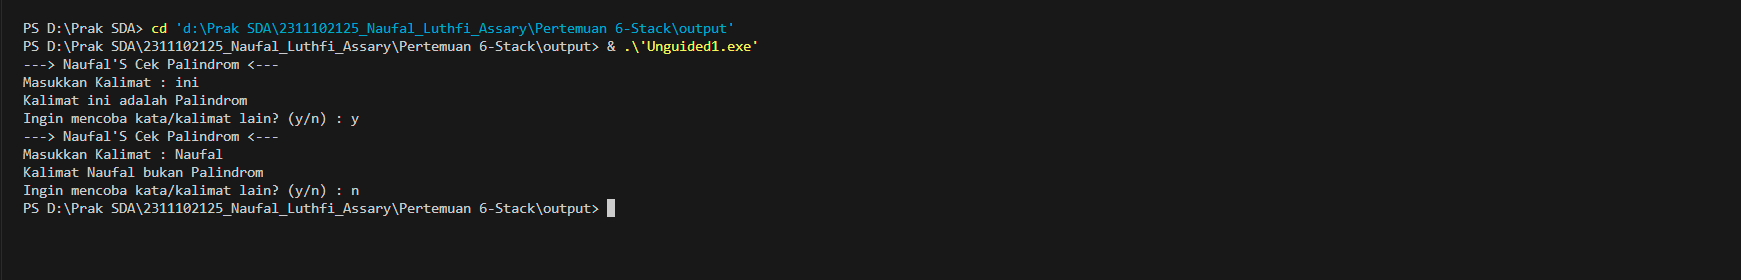 PS D:\Prak SDA> cd 'd:\Prak SDA\2311102125_Naufal_Luthfi_Assary\Pertemuan 6-Stack\output'
PS D:\Prak SDA\2311102125_Naufal_Luthfi_Assary\Pertemuan 6-Stack\output> & .\'Unguided1.exe'
---> Naufal'S Cek Palindrom <---
Masukkan Kalimat : ini
Kalimat ini adalah Palindrom
Ingin mencoba kata/kalimat lain? (y/n) : y
---> Naufal'S Cek Palindrom <---
Masukkan Kalimat : Naufal
Kalimat Naufal bukan Palindrom
Ingin mencoba kata/kalimat lain? (y/n) : n
PS D:\Prak SDA\2311102125_Naufal_Luthfi_Assary\Pertemuan 6-Stack\output>